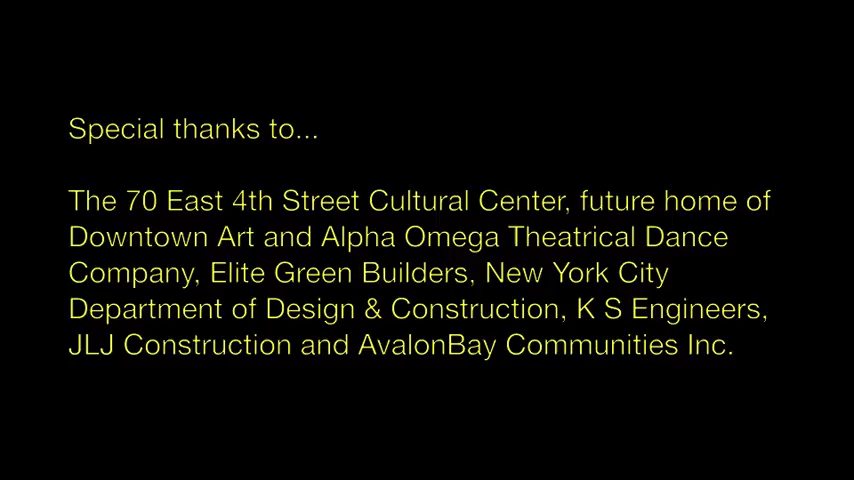 Special thanks to...
The 70 East 4th Street Cultural Center, future home of
Downtown Art and Alpha Omega Theatrical Dance
Company, Elite Green Builders, New York City
Department of Design & Construction, K S Engineers,
JLJ Construction and AvalonBay Communities Inc.